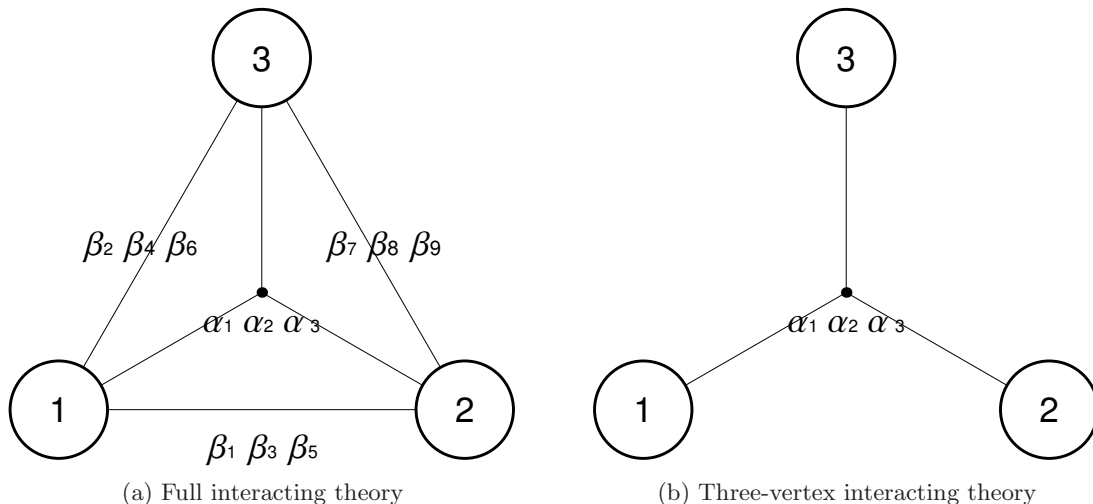 3
3
β2 β4 β6
β7 β8 β9
α1 α2 α3
α1 α2 α3
1
2
1
2
β1 β3 β5
(a) Full interacting theory
(b) Three-vertex interacting theory